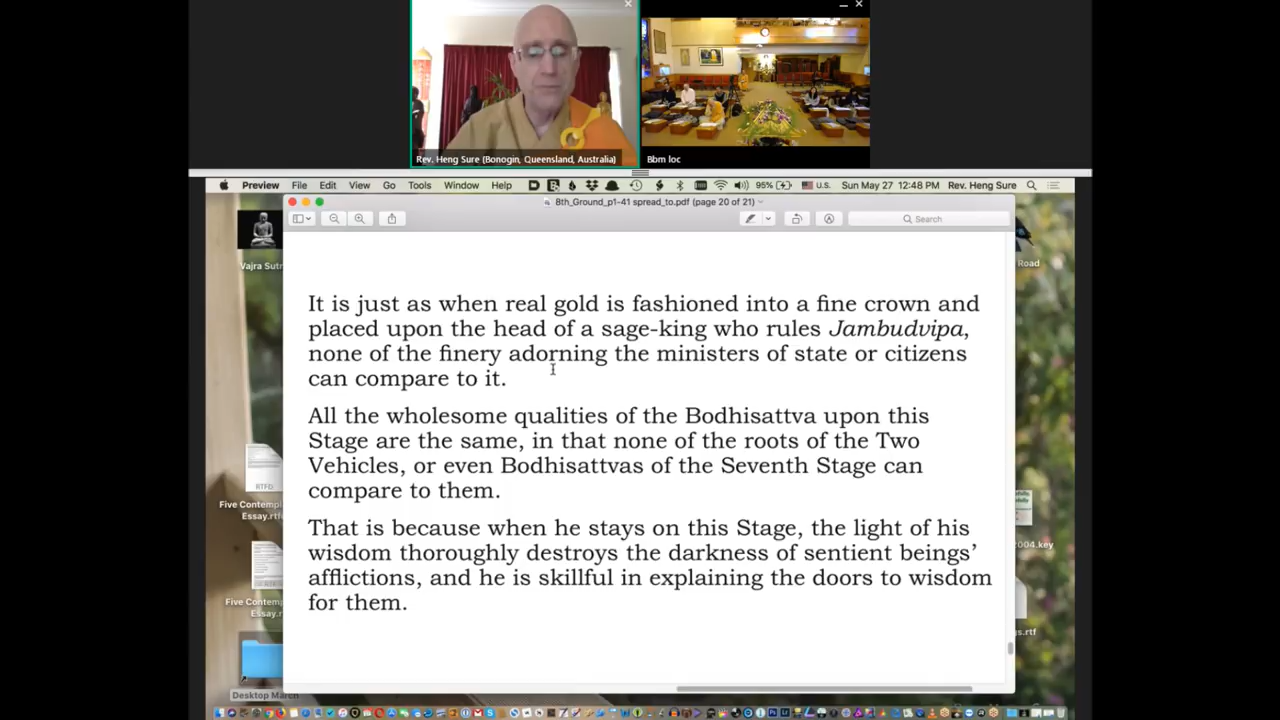 Rev. Heng Sure (Bonogin, Queensland, Australia)
Bbm loc
Preview File Edit View Go Tools Window Help 95% U.S. Sun May 27 12:48 PM Rev. Heng Sure
8th_Ground_p1-41 spread_to.pdf (page 20 of 21)
Search
Vajra Sutr
Road
It is just as when real gold is fashioned into a fine crown and
placed upon the head of a sage-king who rules Jambudvipa,
none of the finery adorning the ministers of state or citizens
can compare to it.
All the wholesome qualities of the Bodhisattva upon this
Stage are the same, in that none of the roots of the Two
Vehicles, or even Bodhisattvas of the Seventh Stage can
compare to them.
That is because when he stays on this Stage, the light of his
wisdom thoroughly destroys the darkness of sentient beings’
afflictions, and he is skillful in explaining the doors to wisdom
for them.
RTFD
Five Contemp
Essay.rtf
2004.key
Five Contem
Essay.rt
s.rtf
Desktop March